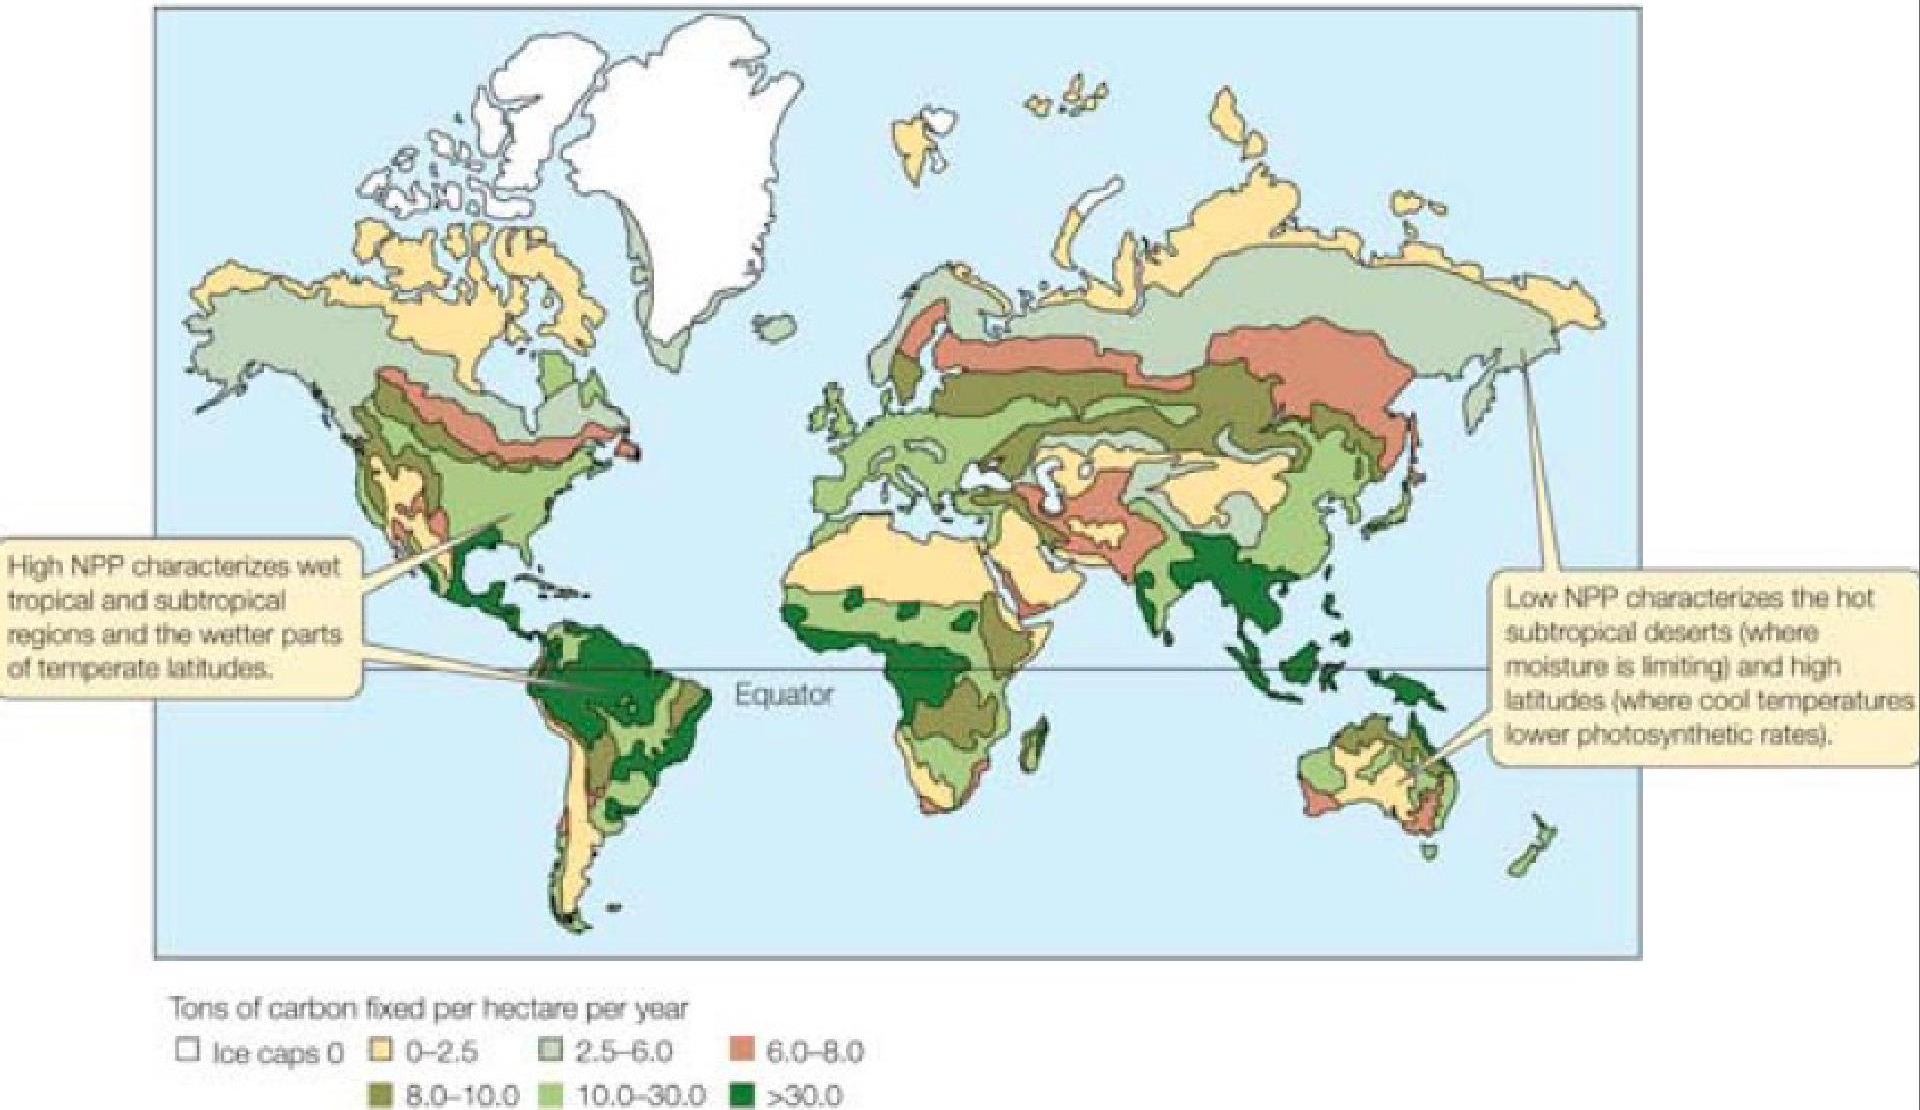 High NPP characterizes wet
tropical and subtropical
regions and the wetter parts
of temperate latitudes.
Equator
Low NPP characterizes the hot
subtropical deserts (where
moisture is limiting) and high
latitudes (where cool temperatures
lower photosynthetic rates).
Tons of carbon fixed per hectare per year
Ice caps 0 0–2.5 2.5–6.0 6.0–8.0
8.0–10.0 10.0–30.0 >30.0